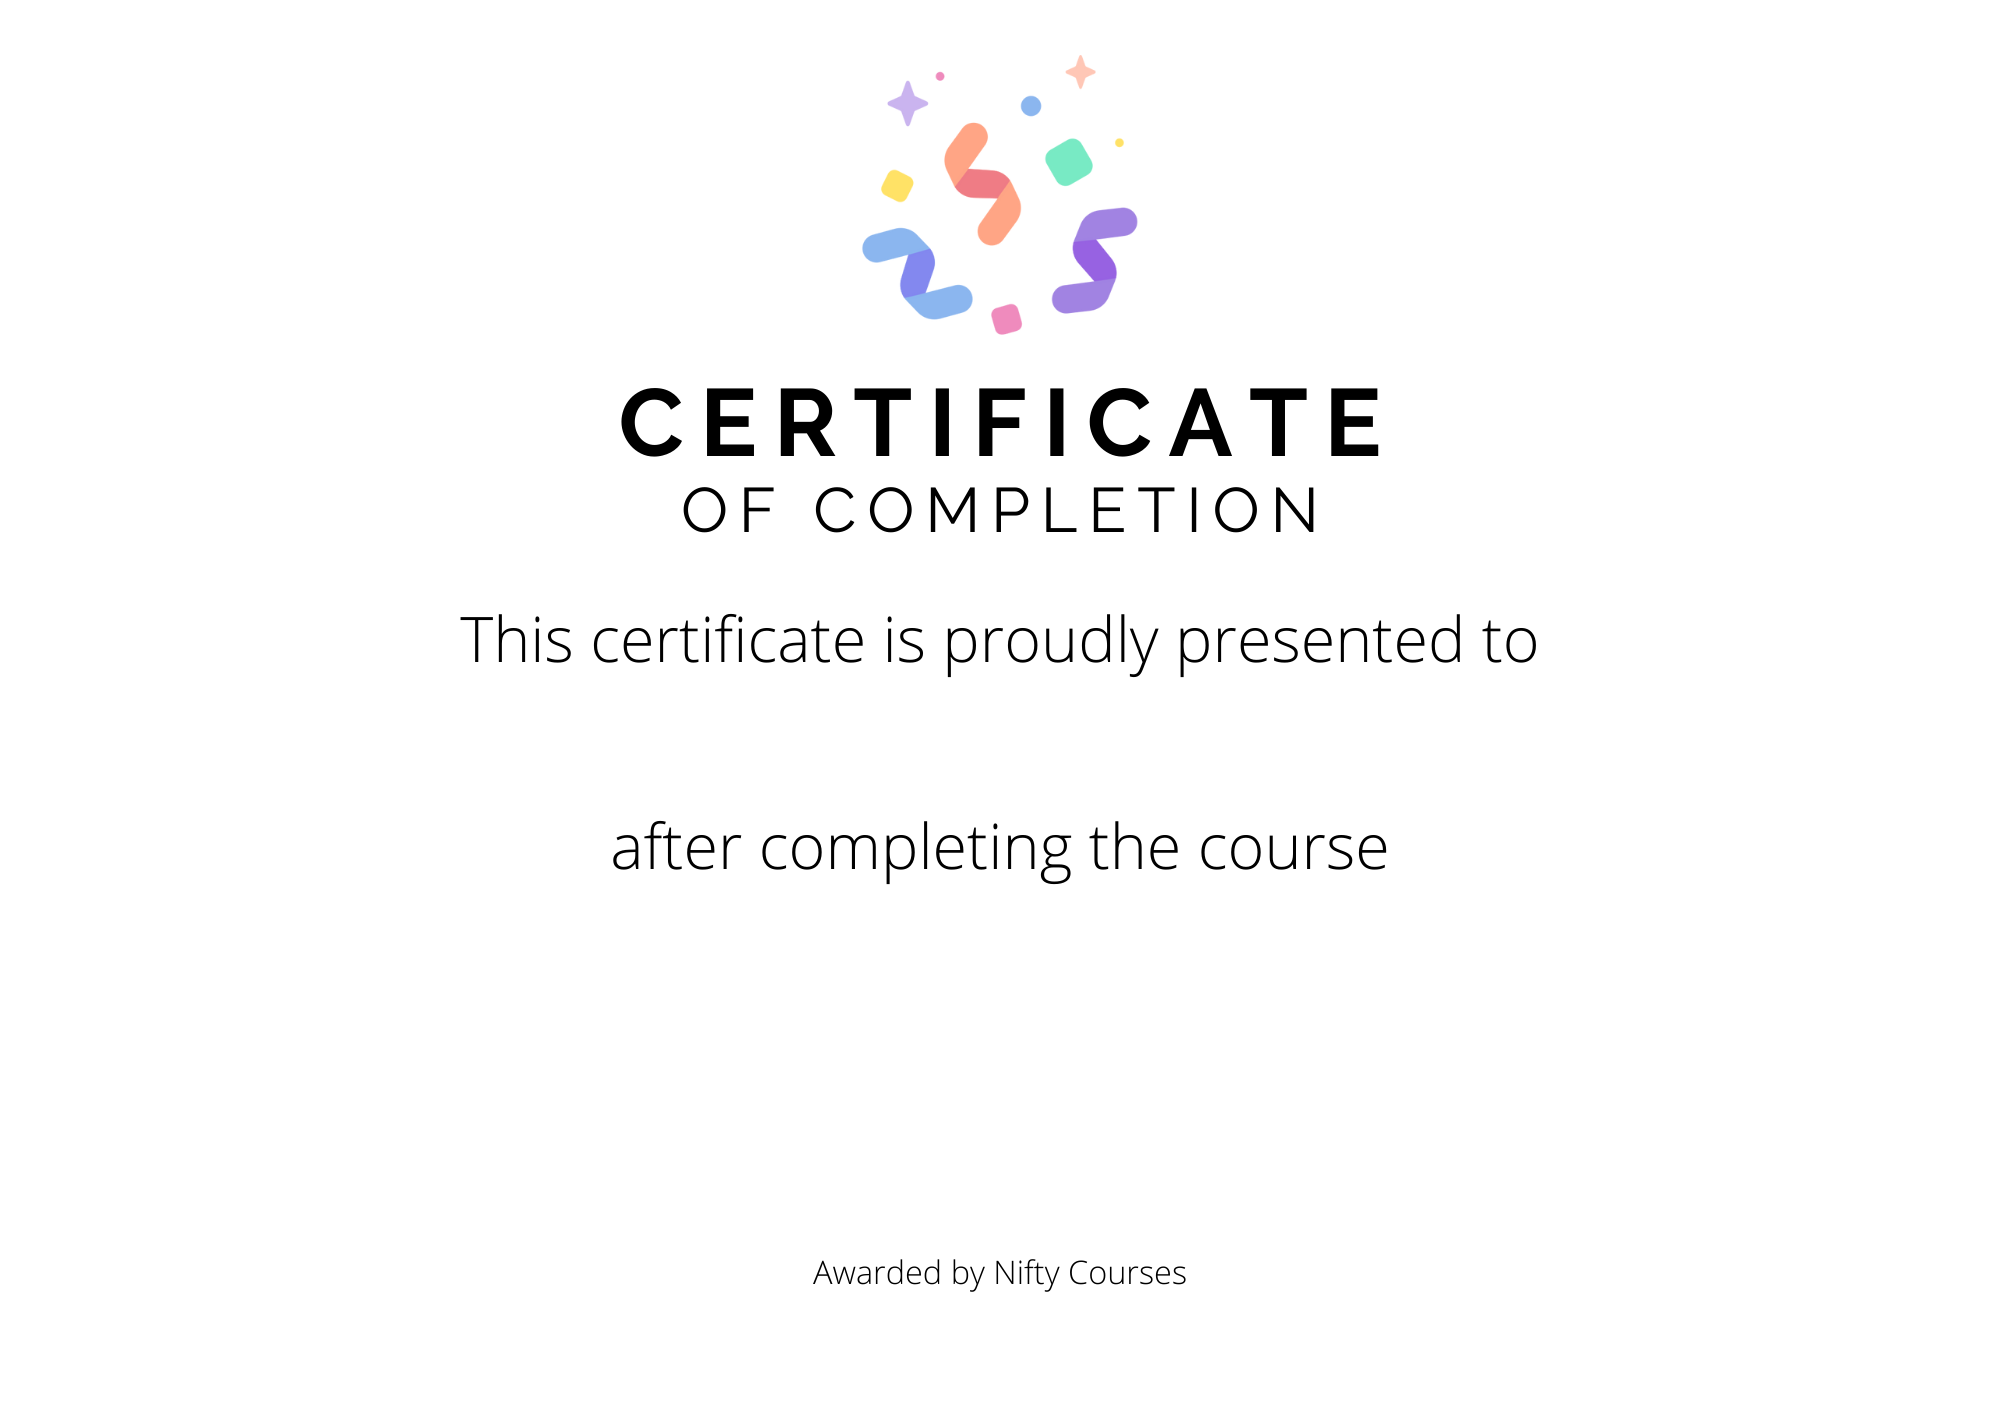 CERTIFICATE
OF COMPLETION
This certificate is proudly presented to
after completing the course
Awarded by Nifty Courses